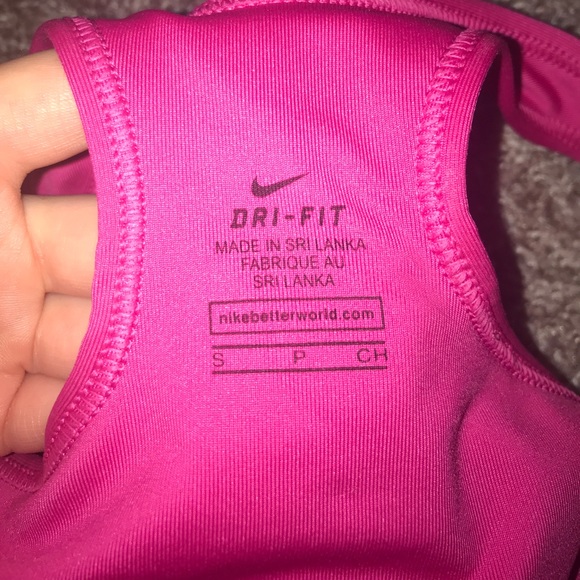 DRI-FIT
MADE IN SRI LANKA
FABRIQUE AU
SRI LANKA
nikebetterworld.com
S P CH